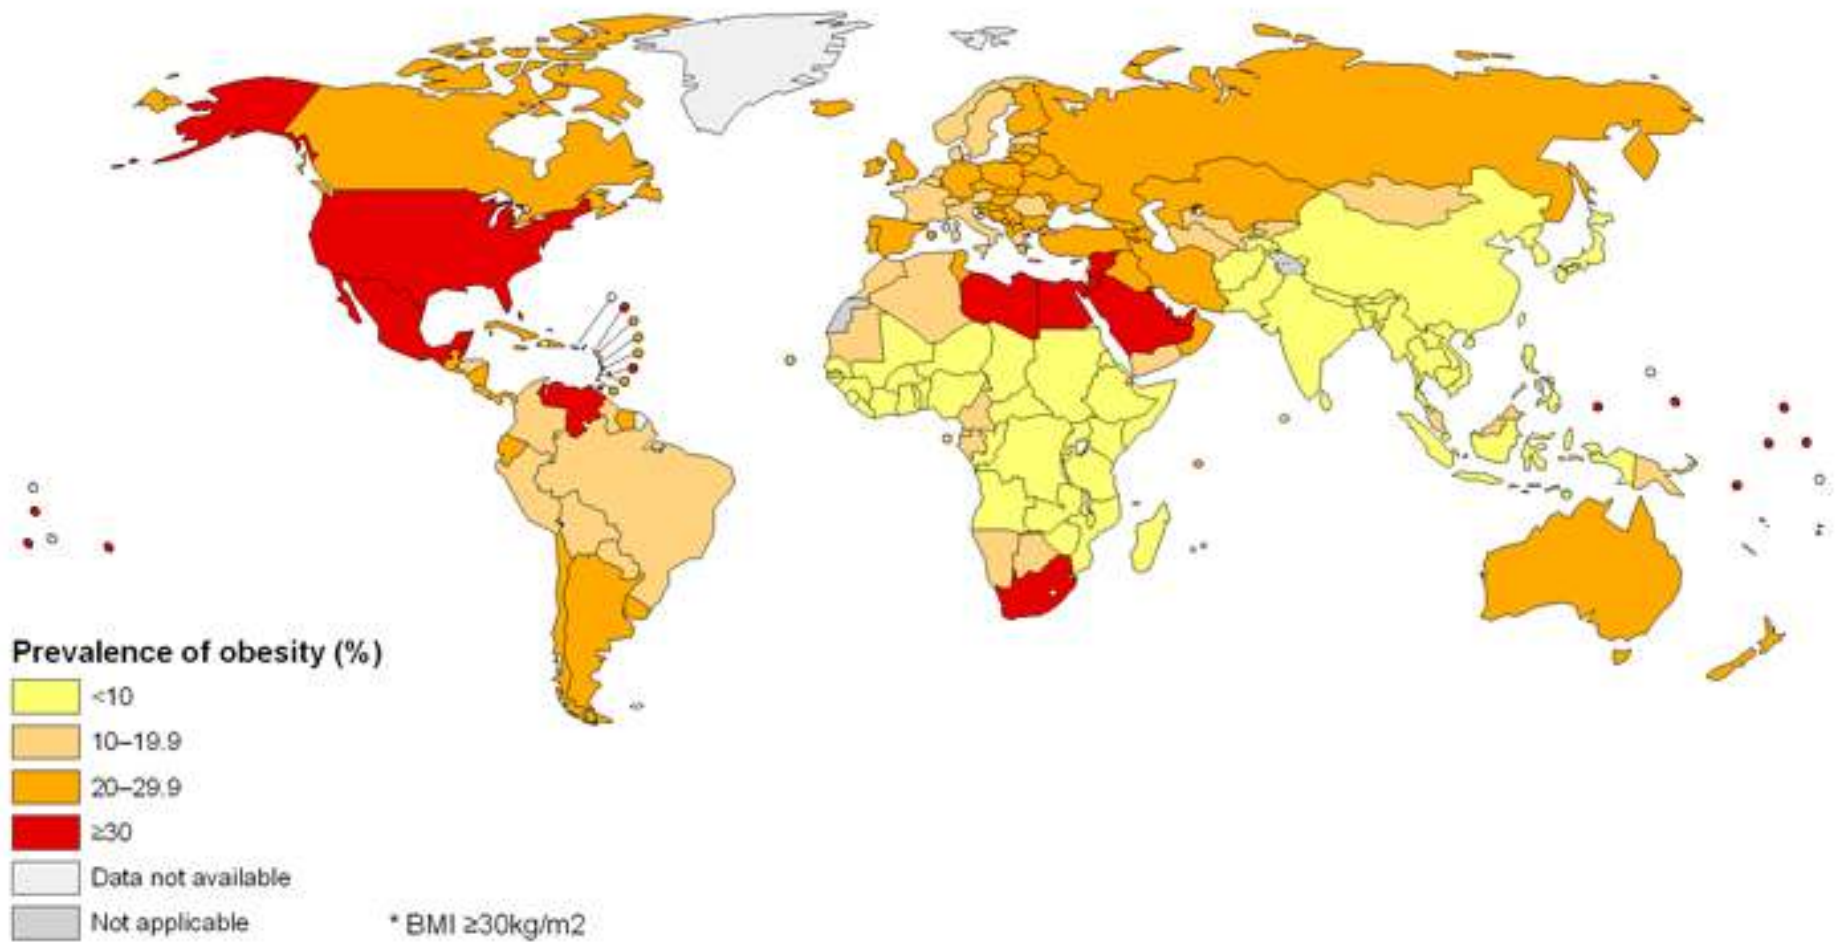 Prevalence of obesity (%)
<10
10–19.9
20–29.9
≥30
Data not available
Not applicable
* BMI ≥30kg/m2